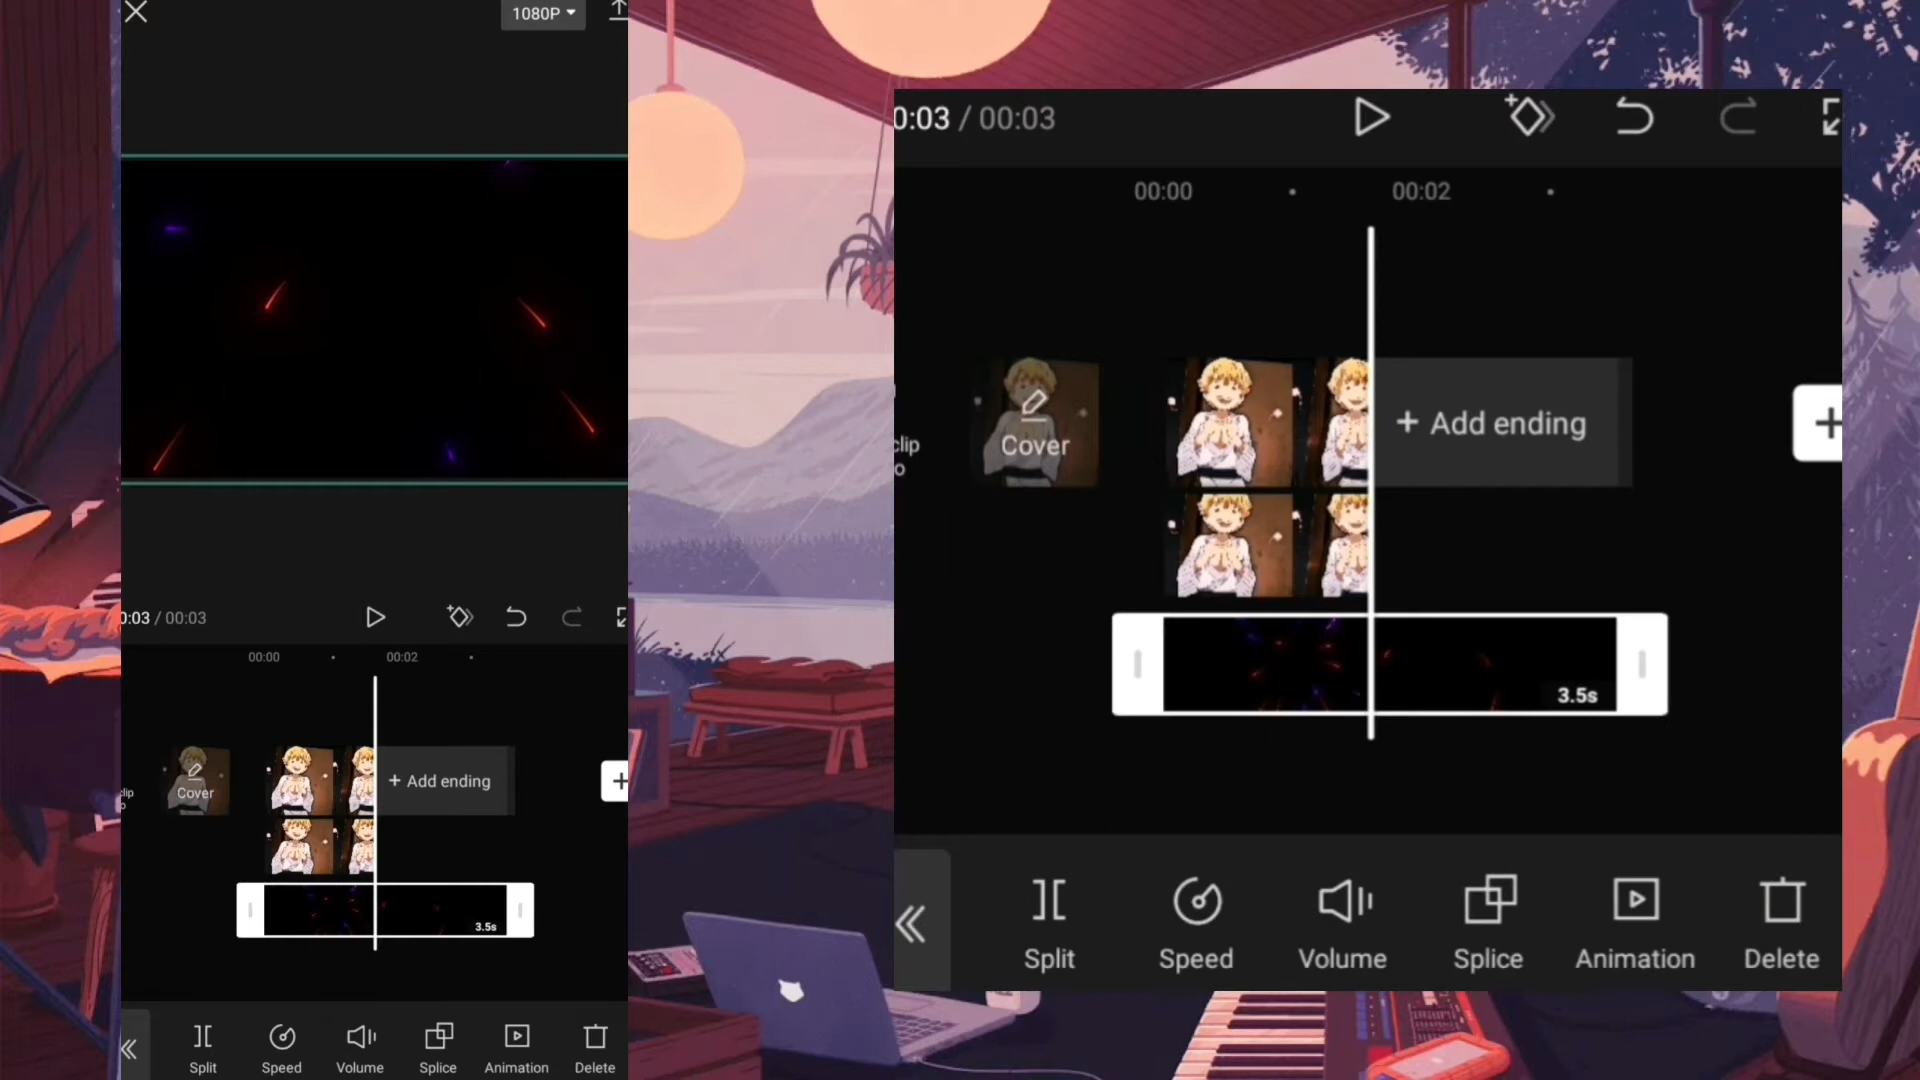 1080P
0:03 / 00:03
00:00
00:02
Cover
+ Add ending
clip
o
3.5s
Split
Speed
Volume
Splice
Animation
Delete
0:03 / 00:03
00:00
00:02
clip
o
Cover
+ Add ending
3.5s
Split
Speed
Volume
Splice
Animation
Delete